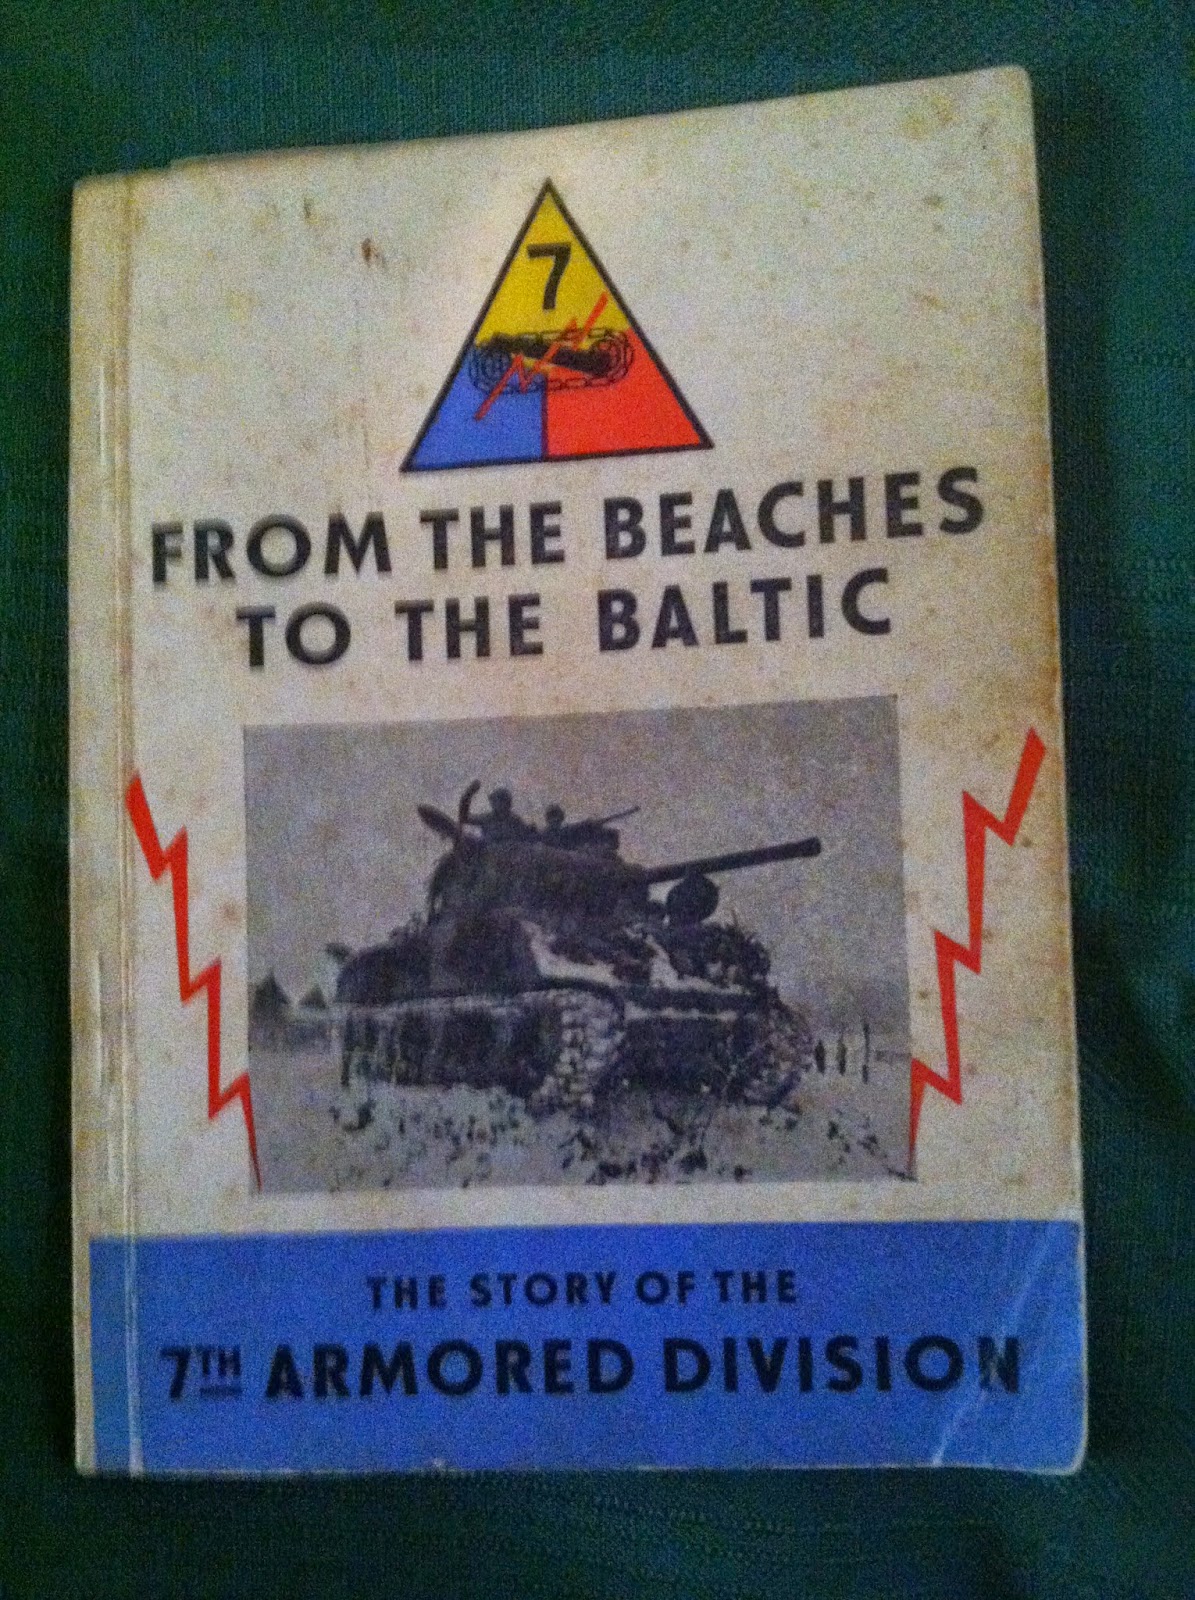 7
FROM THE BEACHES
TO THE BALTIC
THE STORY OF THE
7TH ARMORED DIVISION